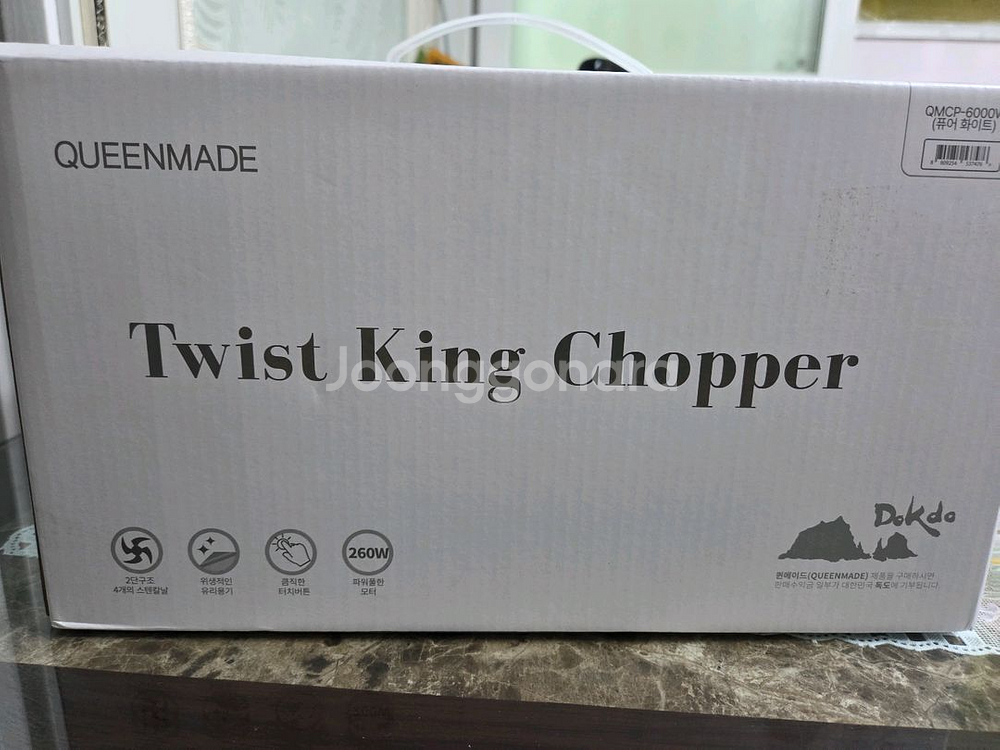 QUEENMADE
QMCP-6000W
(퓨어 화이트)
Twist King Chopper
Joonggonara
2단구조
4개의 스텐칼날
위생적인
유리용기
큼직한
터치버튼
260W
파워풀한
모터
Dokdo
퀸메이드(QUEENMADE) 제품을 구매하시면
판매수익금 일부가 대한민국 독도에 기부됩니다.